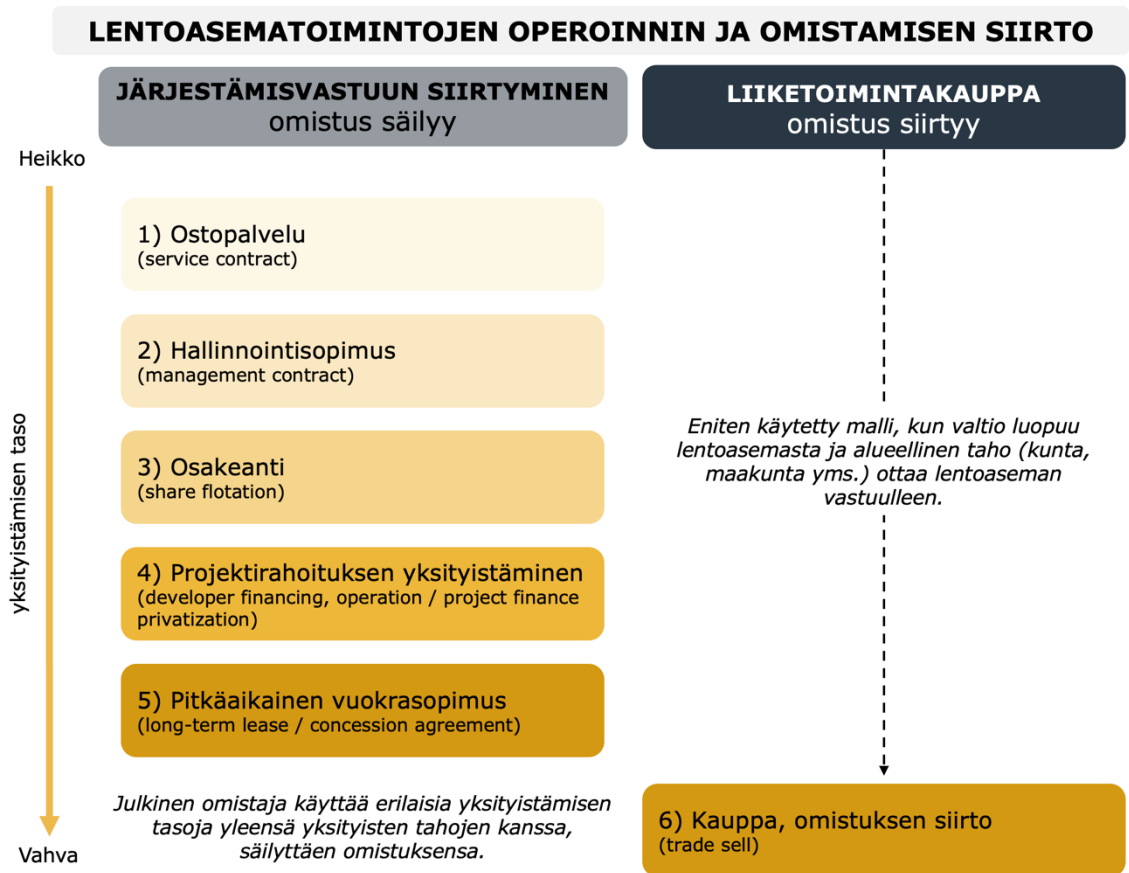 LENTOASEMATOIMINTOJEN OPEROINNIN JA OMISTAMISEN SIIRTO
JÄRJESTÄMISVASTUUN SIIRTYMINEN
omistus säilyy
LIIKETOIMINTAKAUPPA
omistus siirtyy
Heikko
yksityistämisen taso
Vahva
1) Ostopalvelu
(service contract)
2) Hallinnointisopimus
(management contract)
3) Osakeanti
(share flotation)
4) Projektirahoituksen yksityistäminen
(developer financing, operation / project finance
privatization)
5) Pitkäaikainen vuokrasopimus
(long-term lease / concession agreement)
Julkinen omistaja käyttää erilaisia yksityistämisen
tasoja yleensä yksityisten tahojen kanssa,
säilyttäen omistuksensa.
Eniten käytetty malli, kun valtio luopuu
lentoasemasta ja alueellinen taho (kunta,
maakunta yms.) ottaa lentoaseman
vastuulleen.
6) Kauppa, omistuksen siirto
(trade sell)